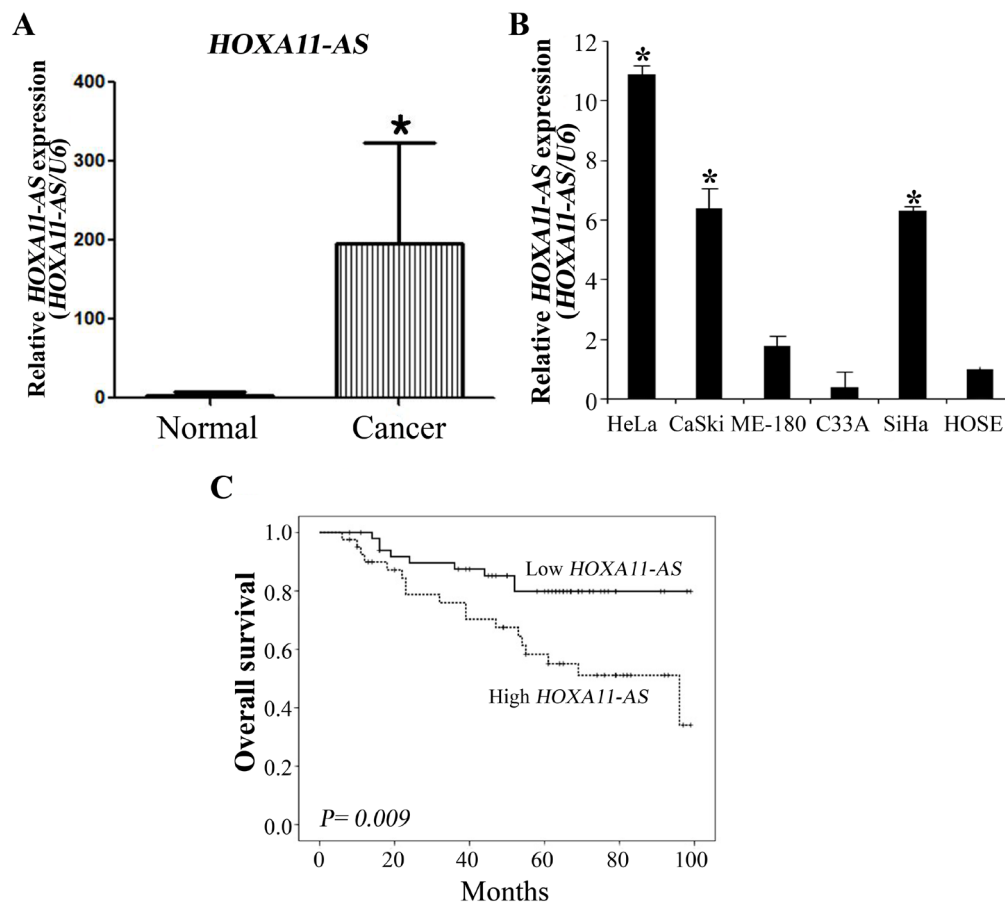 A
HOXA11-AS
Relative HOXA11-AS expression
(HOXA11-AS/U6)
400
300
200
100
0
*
Normal Cancer
B
Relative HOXA11-AS expression
(HOXA11-AS/U6)
12
10
8
6
4
2
0
* * *
HeLa CaSki ME-180 C33A SiHa HOSE
C
Overall survival
1.0
0.8
0.6
0.4
0.2
0.0
Low HOXA11-AS
High HOXA11-AS
P= 0.009
0 20 40 60 80 100
Months